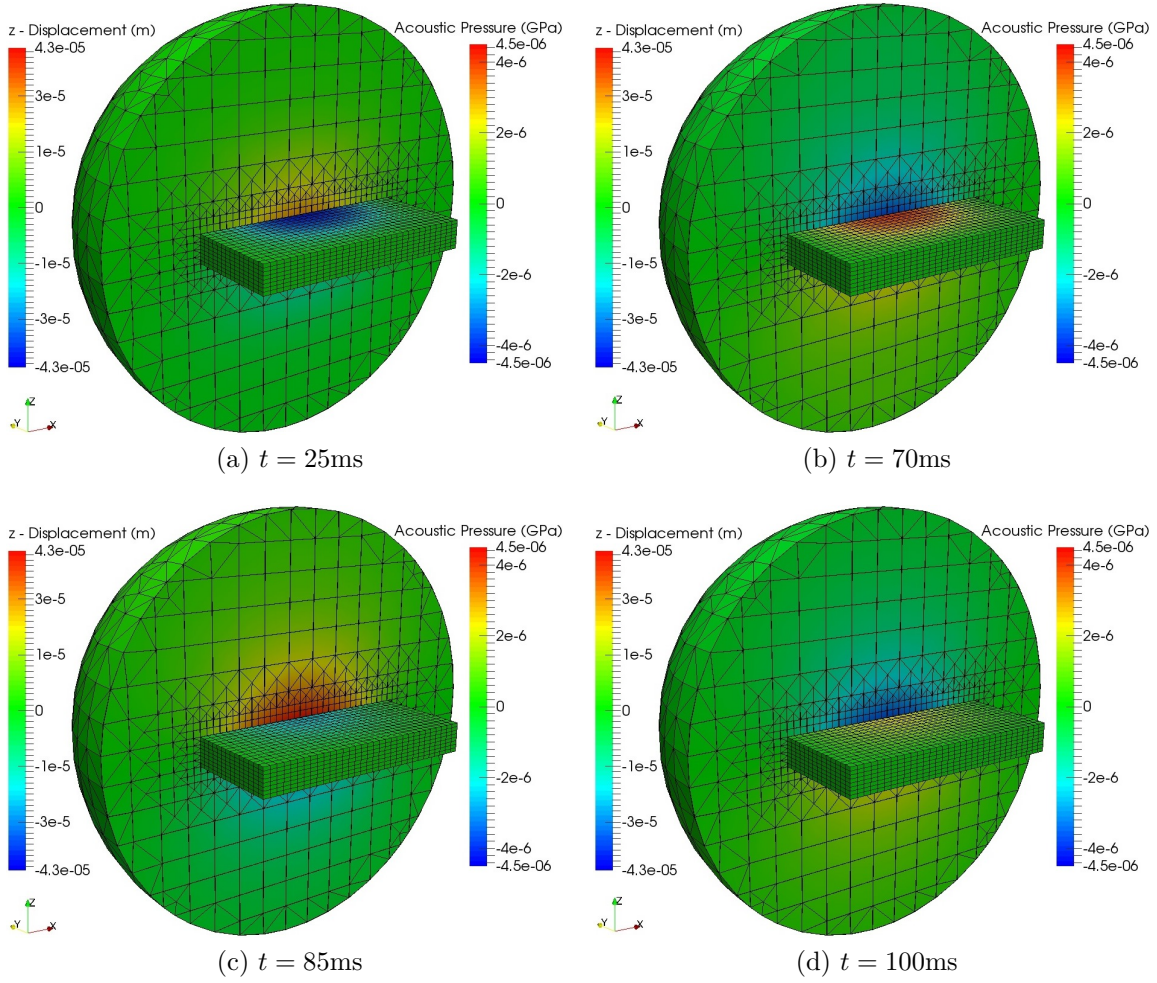 z - Displacement (m)
4.3e-05
3e-5
1e-5
0
-1e-5
-3e-5
-4.3e-05
Acoustic Pressure (GPa)
4.5e-06
4e-6
2e-6
0
-2e-6
-4e-6
-4.5e-06
Z
Y
X
(a) t = 25ms
z - Displacement (m)
4.3e-05
3e-5
1e-5
0
-1e-5
-3e-5
-4.3e-05
Acoustic Pressure (GPa)
4.5e-06
4e-6
2e-6
0
-2e-6
-4e-6
-4.5e-06
Z
Y
X
(b) t = 70ms
z - Displacement (m)
4.3e-05
3e-5
1e-5
0
-1e-5
-3e-5
-4.3e-05
Acoustic Pressure (GPa)
4.5e-06
4e-6
2e-6
0
-2e-6
-4e-6
-4.5e-06
Z
Y
X
(c) t = 85ms
z - Displacement (m)
4.3e-05
3e-5
1e-5
0
-1e-5
-3e-5
-4.3e-05
Acoustic Pressure (GPa)
4.5e-06
4e-6
2e-6
0
-2e-6
-4e-6
-4.5e-06
Z
Y
X
(d) t = 100ms